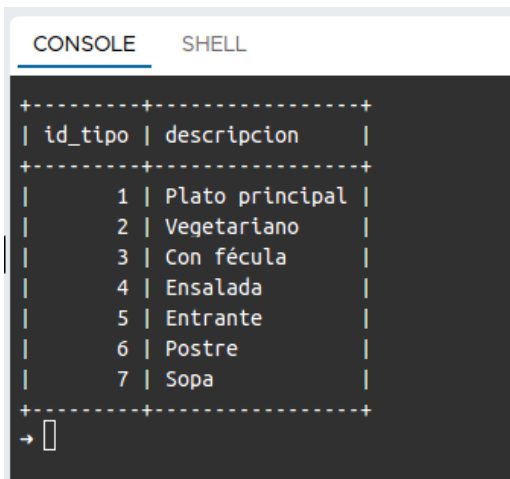 CONSOLE SHELL
+---------+-----------------+
| id_tipo | descripcion     |
+---------+-----------------+
|       1 | Plato principal |
|       2 | Vegetariano     |
|       3 | Con fécula      |
|       4 | Ensalada        |
|       5 | Entrante        |
|       6 | Postre          |
|       7 | Sopa            |
+---------+-----------------+
→